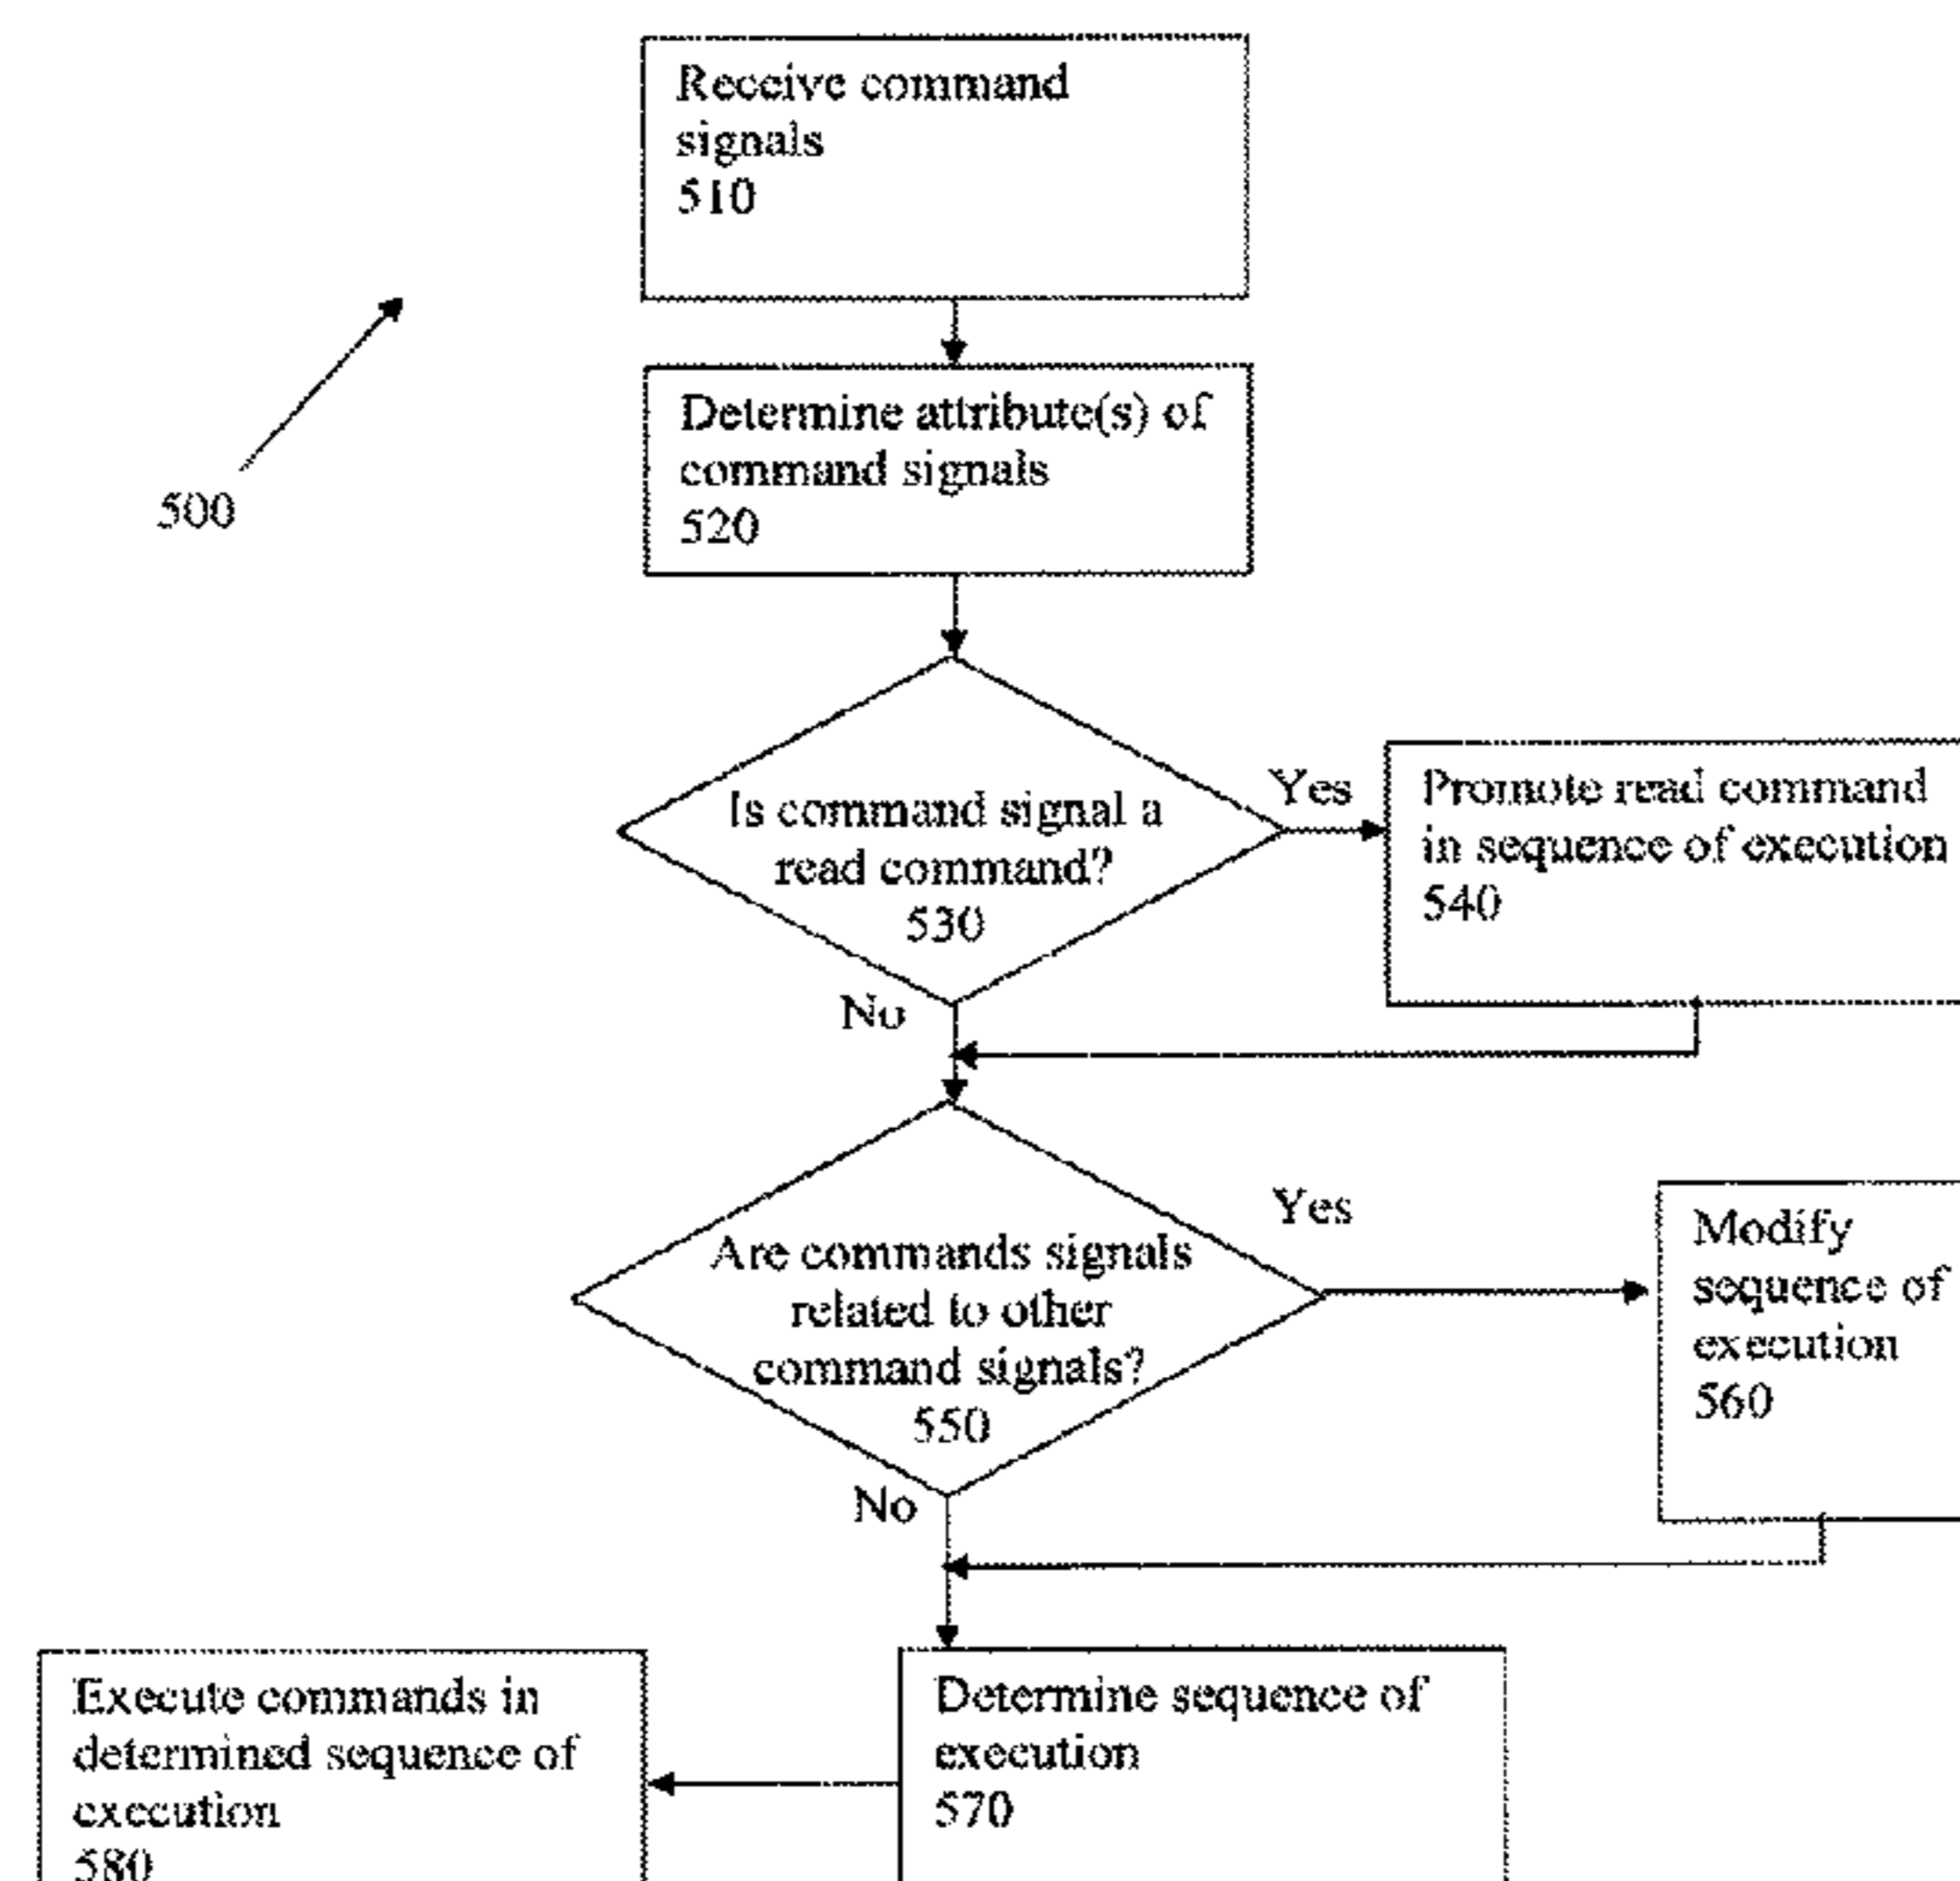 Receive command
signals
510
500
Determine attribute(s) of
command signals
520
Is command signal a
read command?
530
Yes
Promote read command
in sequence of execution
540
No
Are commands signals
related to other
command signals?
550
Yes
Modify
sequence of
execution
560
No
Execute commands in
determined sequence of
execution
580
Determine sequence of
execution
570